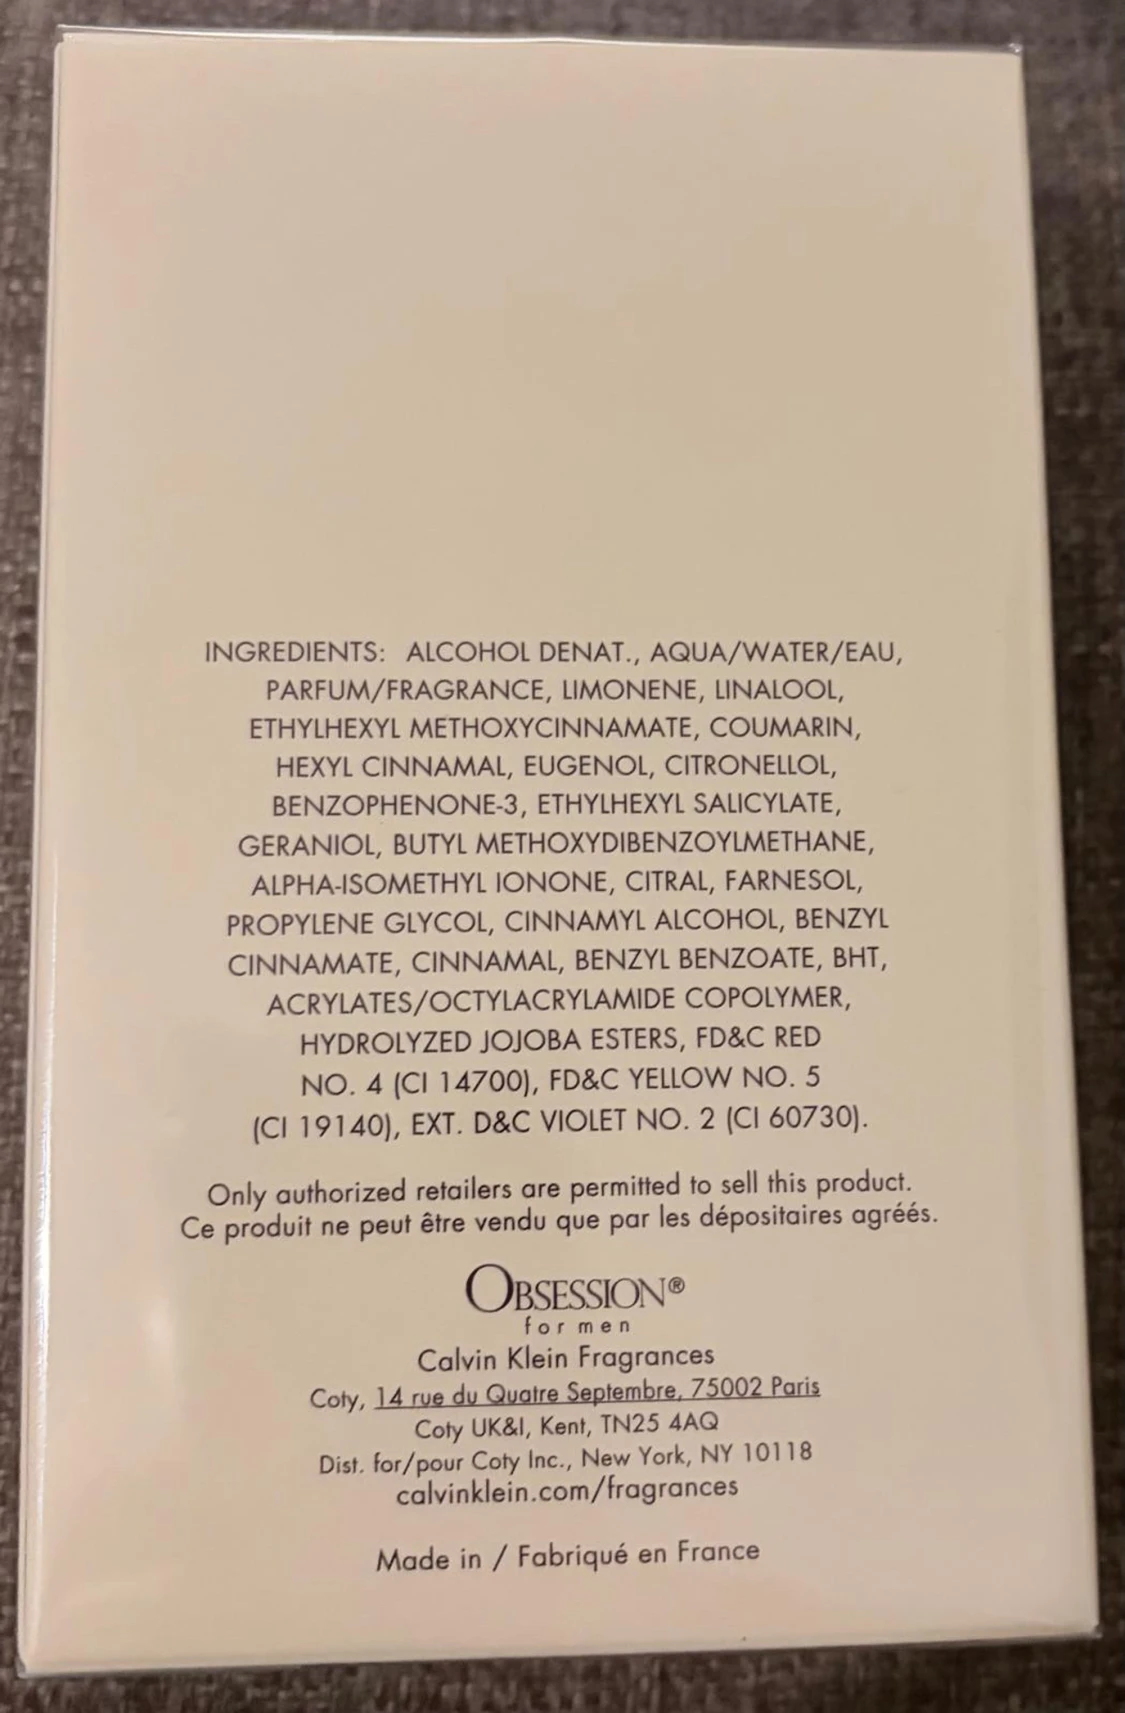 INGREDIENTS: ALCOHOL DENAT., AQUA/WATER/EAU,
PARFUM/FRAGRANCE, LIMONENE, LINALOOL,
ETHYLHEXYL METHOXYCINNAMATE, COUMARIN,
HEXYL CINNAMAL, EUGENOL, CITRONELLOL,
BENZOPHENONE-3, ETHYLHEXYL SALICYLATE,
GERANIOL, BUTYL METHOXYDIBENZOYLMETHANE,
ALPHA-ISOMETHYL IONONE, CITRAL, FARNESOL,
PROPYLENE GLYCOL, CINNAMYL ALCOHOL, BENZYL
CINNAMATE, CINNAMAL, BENZYL BENZOATE, BHT,
ACRYLATES/OCTYLACRYLAMIDE COPOLYMER,
HYDROLYZED JOJOBA ESTERS, FD&C RED
NO. 4 (CI 14700), FD&C YELLOW NO. 5
(CI 19140), EXT. D&C VIOLET NO. 2 (CI 60730).
Only authorized retailers are permitted to sell this product.
Ce produit ne peut être vendu que par les dépositaires agréés.
OBSESSION®
for men
Calvin Klein Fragrances
Coty, 14 rue du Quatre Septembre, 75002 Paris
Coty UK&I, Kent, TN25 4AQ
Dist. for/pour Coty Inc., New York, NY 10118
calvinklein.com/fragrances
Made in / Fabriqué en France